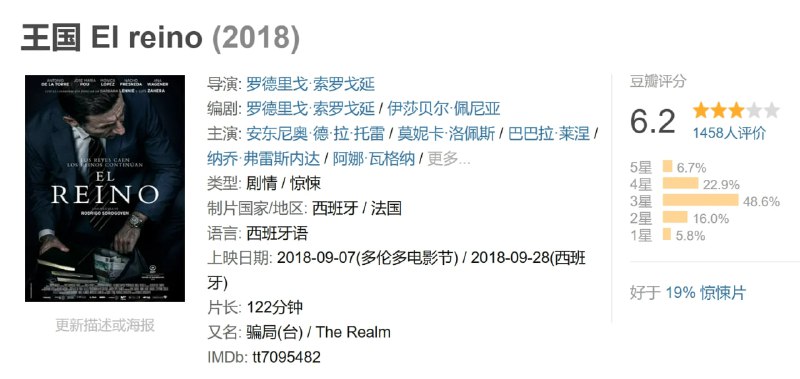 王国 El reino (2018)
ANTONIO DE LA TORRE
JOSÉ MARÍA POU
MÓNICA LÓPEZ
NACHO FRESNEDA
ANA WAGENER
BÁRBARA LENNIE
LUIS ZAHERA
LOS REYES CAEN
LOS REINOS CONTINÚAN
EL
REINO
RODRIGO SOROGOYEN
更新描述或海报
导演: 罗德里戈·索罗戈延
编剧: 罗德里戈·索罗戈延 / 伊莎贝尔·佩尼亚
主演: 安东尼奥·德·拉·托雷 / 莫妮卡·洛佩斯 / 巴巴拉·莱涅 /
纳乔·弗雷斯内达 / 阿娜·瓦格纳 / 更多...
类型: 剧情 / 惊悚
制片国家/地区: 西班牙 / 法国
语言: 西班牙语
上映日期: 2018-09-07(多伦多电影节) / 2018-09-28(西班
牙)
片长: 122分钟
又名: 骗局(台) / The Realm
IMDb: tt7095482
豆瓣评分
6.2
1458人评价
5星 6.7%
4星 22.9%
3星 48.6%
2星 16.0%
1星 5.8%
好于 19% 惊悚片